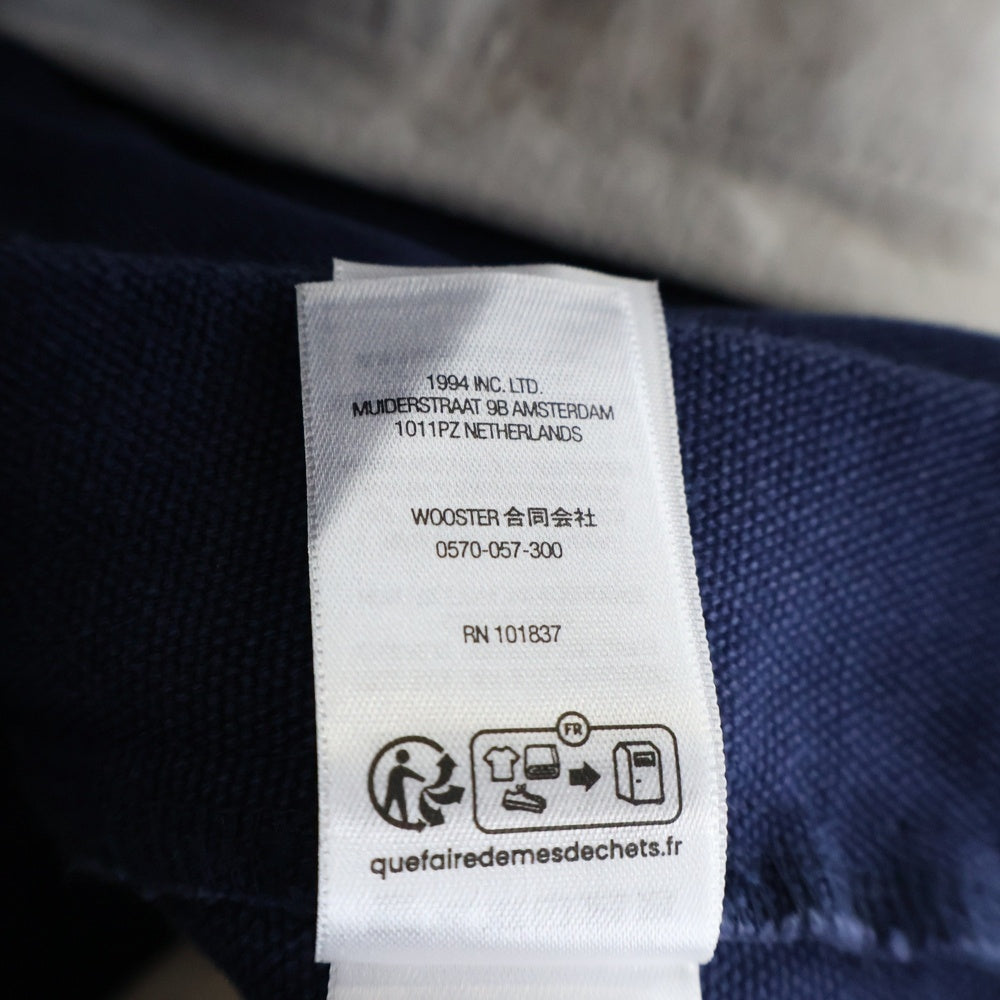 1994 INC. LTD.
MUIDERSTRAAT 9B AMSTERDAM
1011PZ NETHERLANDS
WOOSTER 合同会社
0570-057-300
RN 101837
FR
quefairedemesdechets.fr